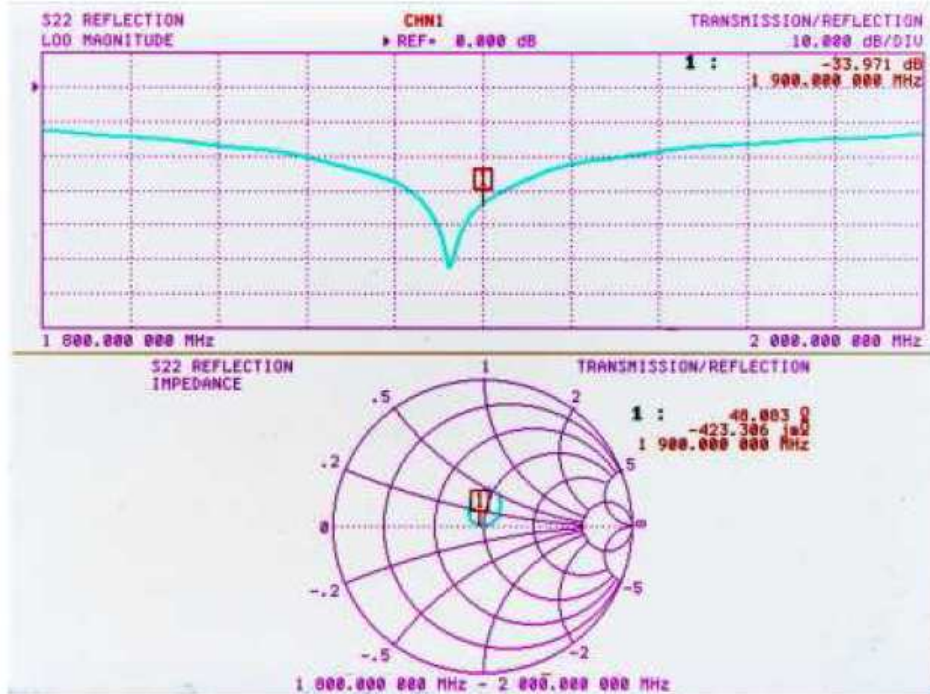 S22 REFLECTION CHN1 TRANSMISSION/REFLECTION
LOG MAGNITUDE ▶ REF= 0.000 dB 10.000 dB/DIV
1 : -33.971 dB
1 900.000 000 MHz
1
1 800.000 000 MHz 2 000.000 000 MHz
S22 REFLECTION 1 TRANSMISSION/REFLECTION
IMPEDANCE
.5 2
1 : 48.083 Ω
-423.306 jmΩ
1 900.000 000 MHz
.2 5
1
0 ∞
-.2 -5
-.5 -2
1 800.000 000 MHz - 2 000.000 000 MHz